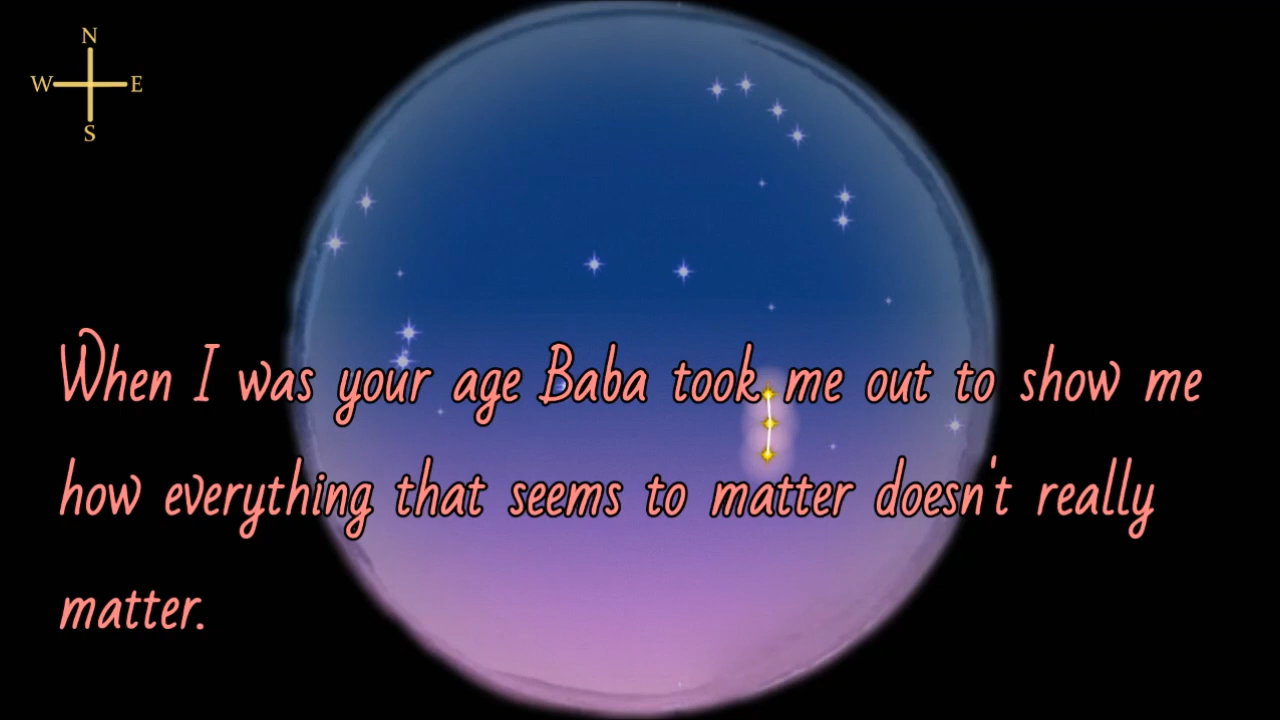 N
W E
S
When I was your age Baba took me out to show me
how everything that seems to matter doesn't really
matter.